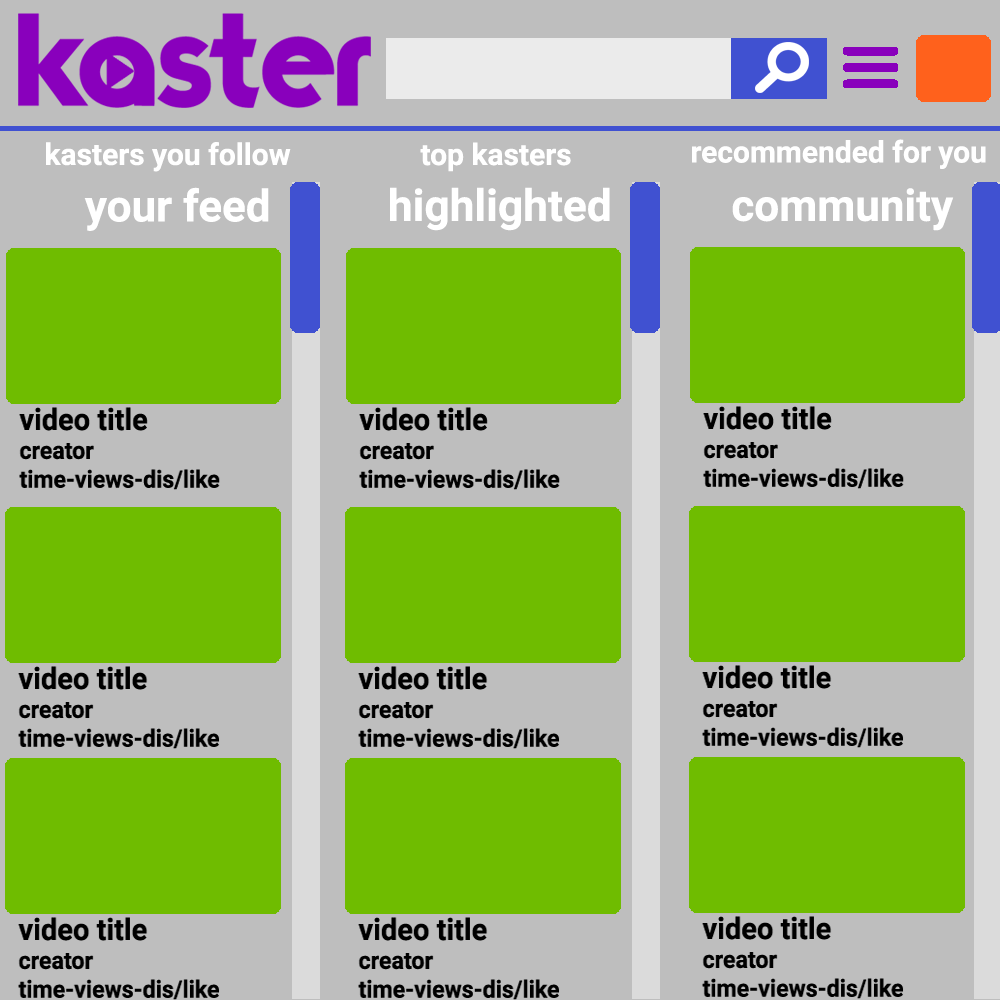 kaster
kasters you follow
your feed
video title
creator
time-views-dis/like
video title
creator
time-views-dis/like
video title
creator
time-views-dis/like
top kasters
highlighted
video title
creator
time-views-dis/like
video title
creator
time-views-dis/like
video title
creator
time-views-dis/like
recommended for you
community
video title
creator
time-views-dis/like
video title
creator
time-views-dis/like
video title
creator
time-views-dis/like